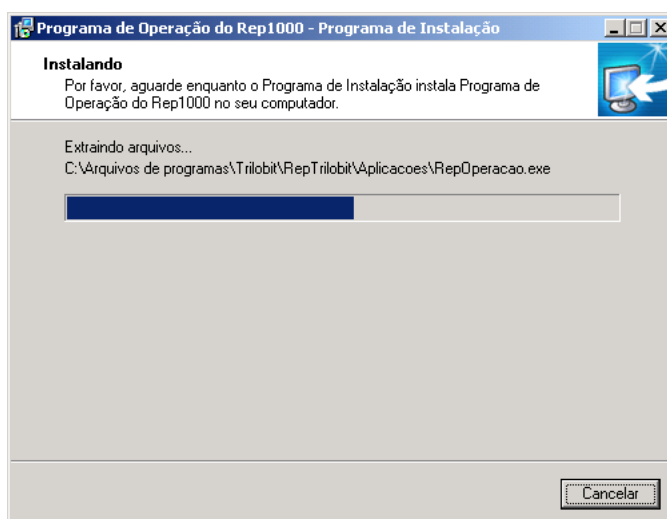 Programa de Operação do Rep1000 - Programa de Instalação
Instalando
Por favor, aguarde enquanto o Programa de Instalação instala Programa de
Operação do Rep1000 no seu computador.
Extraindo arquivos...
C:\Arquivos de programas\Trilobit\RepTrilobit\Aplicacoes\RepOperacao.exe
Cancelar